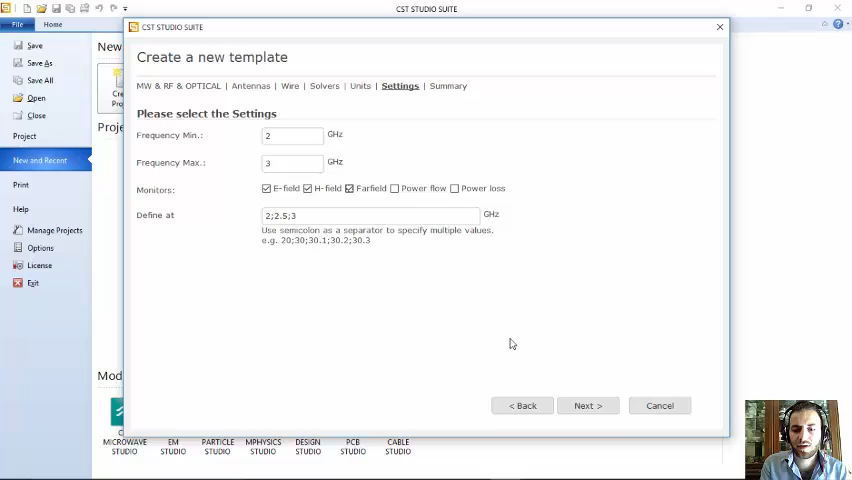 CST STUDIO SUITE
File
Home
Save
Save As
Save All
Open
Close
Project
New and Recent
Print
Help
Manage Projects
Options
License
Exit
New
Cre
Proj
Proje
Mod
CST STUDIO SUITE
Create a new template
MW & RF & OPTICAL | Antennas | Wire | Solvers | Units | Settings | Summary
Please select the Settings
Frequency Min.: 2 GHz
Frequency Max.: 3 GHz
Monitors: E-field H-field Farfield Power flow Power loss
Define at 2;2.5;3 GHz
Use semicolon as a separator to specify multiple values.
e.g. 20;30;30.1;30.2;30.3
< Back Next > Cancel
MICROWAVE STUDIO
EM STUDIO
PARTICLE STUDIO
MPHYSICS STUDIO
DESIGN STUDIO
PCB STUDIO
CABLE STUDIO